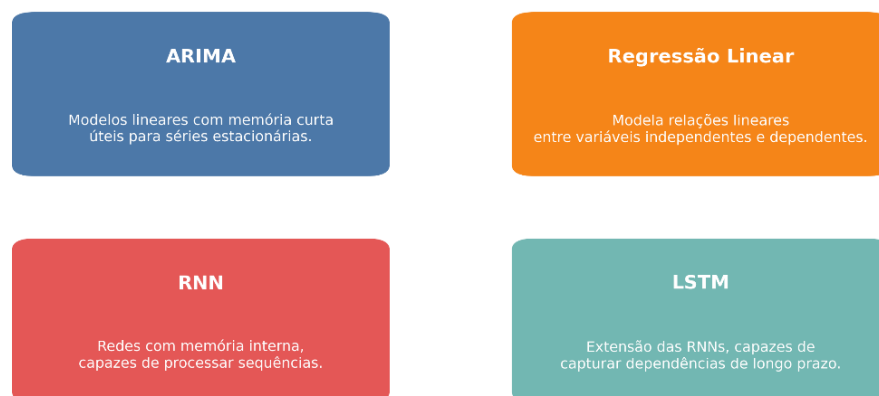 ARIMA
Modelos lineares com memória curta
úteis para séries estacionárias.
Regressão Linear
Modela relações lineares
entre variáveis independentes e dependentes.
RNN
Redes com memória interna,
capazes de processar sequências.
LSTM
Extensão das RNNs, capazes de
capturar dependências de longo prazo.